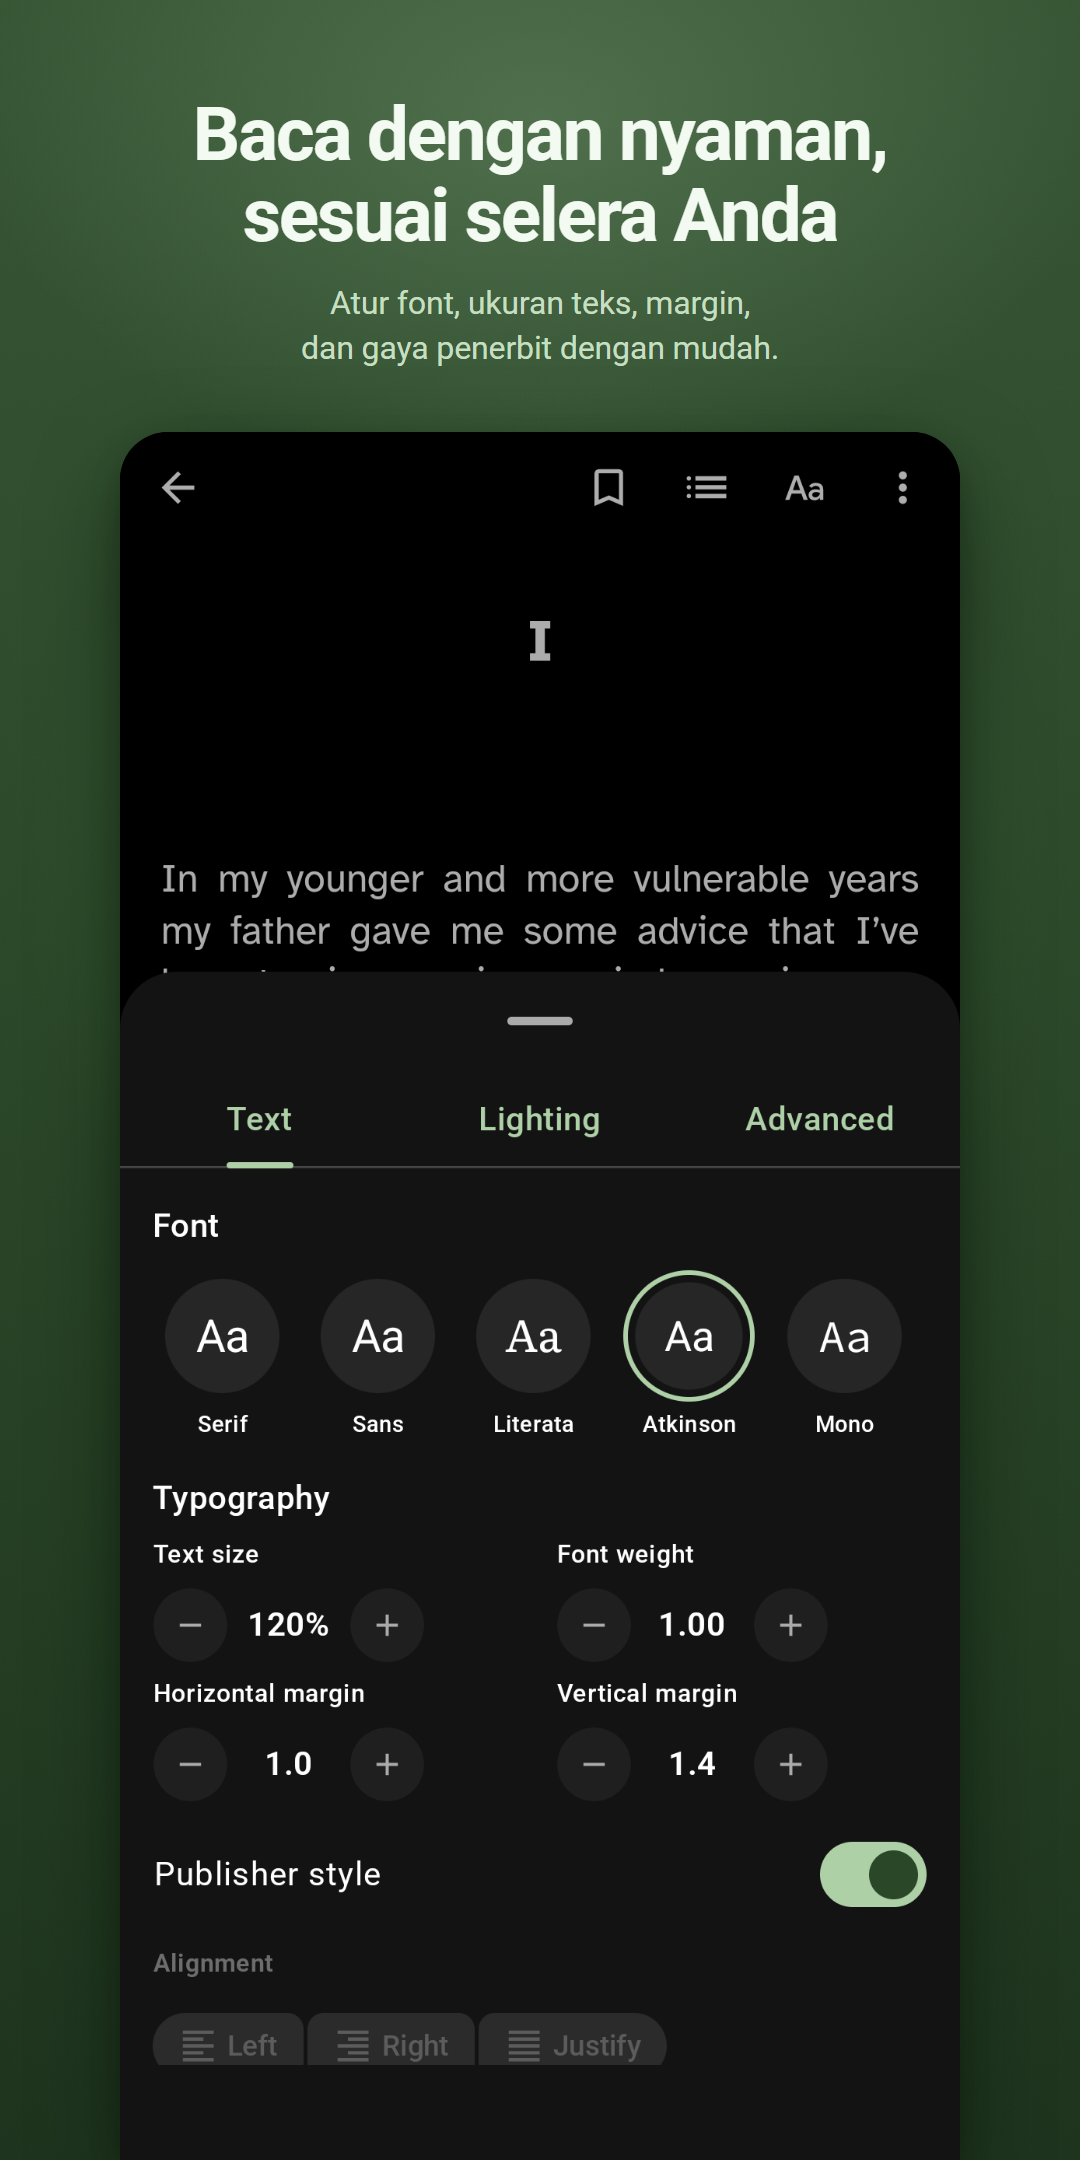 Baca dengan nyaman,
sesuai selera Anda
Atur font, ukuran teks, margin,
dan gaya penerbit dengan mudah.
Aa
I
In my younger and more vulnerable years
my father gave me some advice that I’ve
Text Lighting Advanced
Font
Aa Aa Aa Aa Aa
Serif Sans Literata Atkinson Mono
Typography
Text size Font weight
− 120% + − 1.00 +
Horizontal margin Vertical margin
− 1.0 + − 1.4 +
Publisher style
Alignment
Left Right Justify